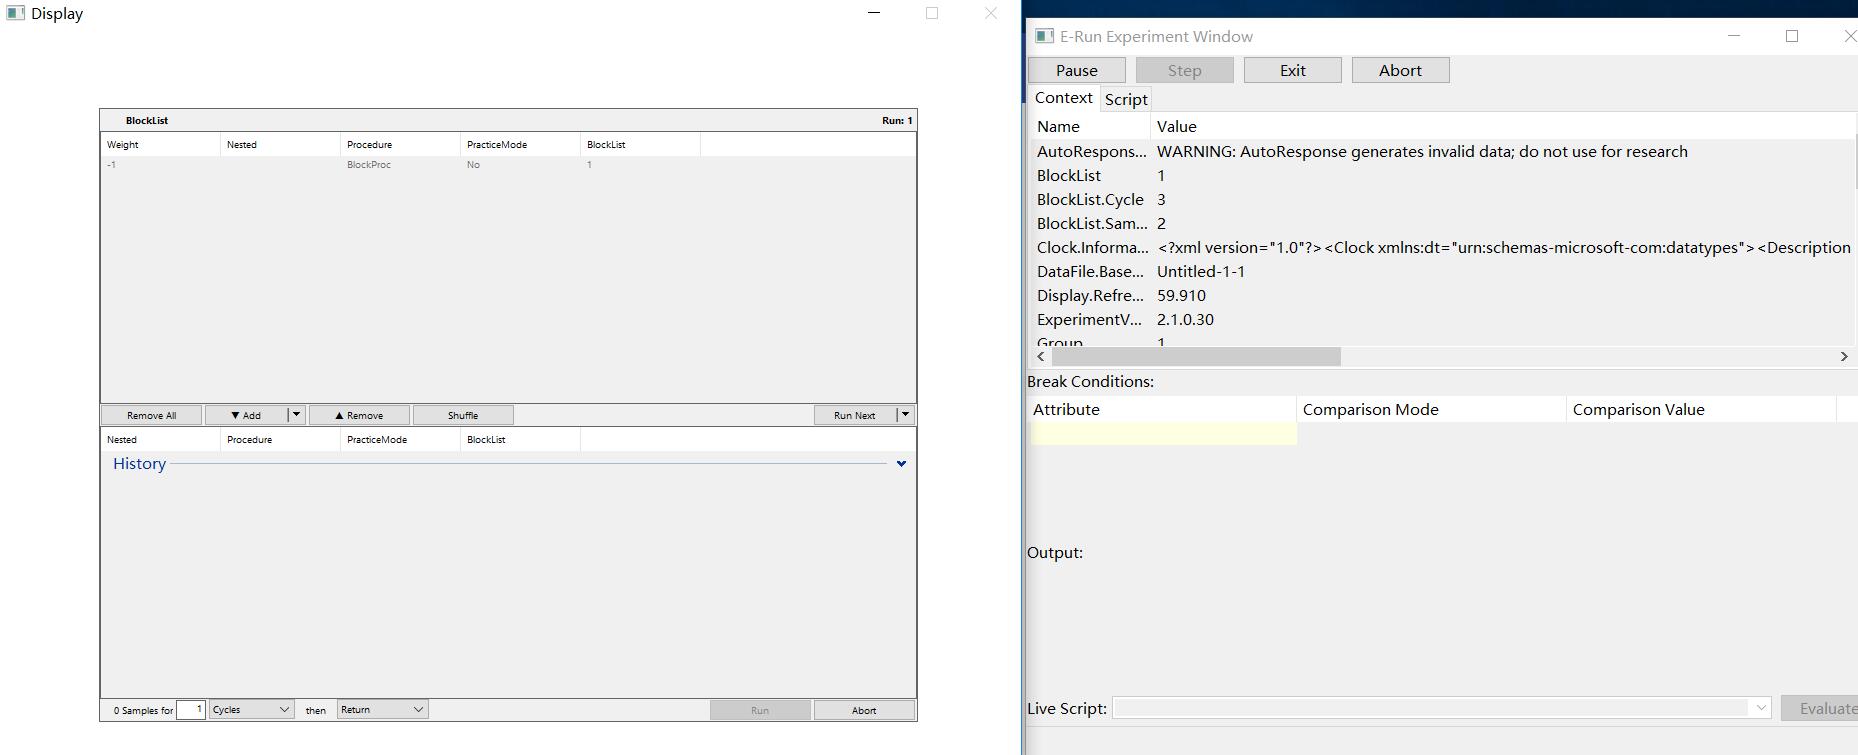 Display
BlockList Run: 1
Weight Nested Procedure PracticeMode BlockList
-1 BlockProc No 1
Remove All ▼ Add ▲ Remove Shuffle Run Next
Nested Procedure PracticeMode BlockList
History
0 Samples for 1 Cycles then Return Run Abort
E-Run Experiment Window
Pause Step Exit Abort
Context Script
Name Value
AutoRespons... WARNING: AutoResponse generates invalid data; do not use for research
BlockList 1
BlockList.Cycle 3
BlockList.Sam... 2
Clock.Informa... <?xml version="1.0"?><Clock xmlns:dt="urn:schemas-microsoft-com:datatypes"><Description
DataFile.Base... Untitled-1-1
Display.Refre... 59.910
ExperimentV... 2.1.0.30
Group 1
Break Conditions:
Attribute Comparison Mode Comparison Value
Output:
Live Script: Evaluate